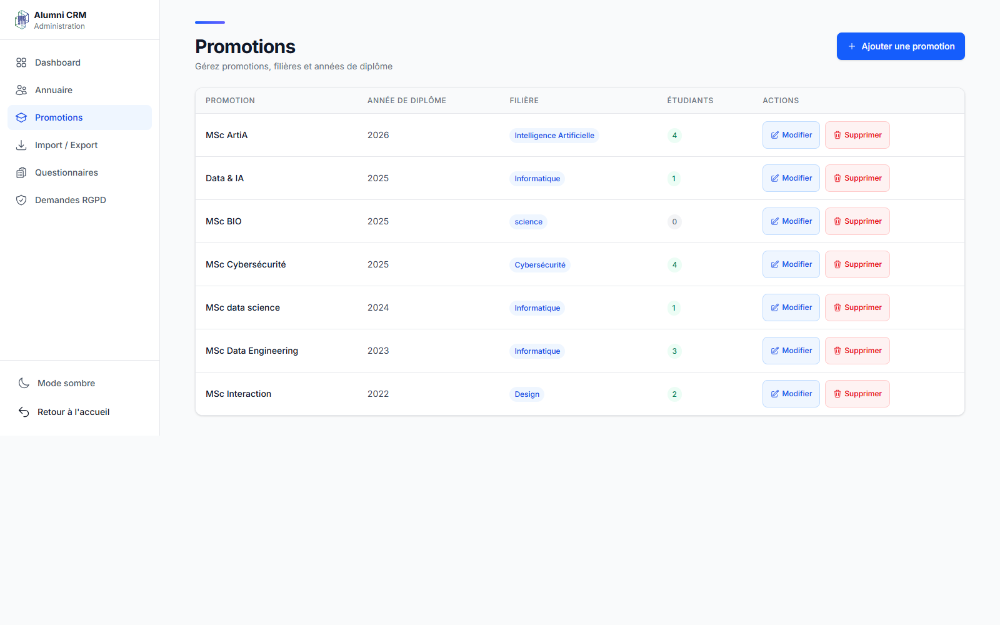 Alumni CRM
Administration
Dashboard
Annuaire
Promotions
Import / Export
Questionnaires
Demandes RGPD
Mode sombre
Retour à l'accueil
Promotions
Gérez promotions, filières et années de diplôme
Ajouter une promotion
PROMOTION ANNÉE DE DIPLÔME FILIÈRE ÉTUDIANTS ACTIONS
MSc ArtiA 2026 Intelligence Artificielle 4 Modifier Supprimer
Data & IA 2025 Informatique 1 Modifier Supprimer
MSc BIO 2025 science 0 Modifier Supprimer
MSc Cybersécurité 2025 Cybersécurité 4 Modifier Supprimer
MSc data science 2024 Informatique 1 Modifier Supprimer
MSc Data Engineering 2023 Informatique 3 Modifier Supprimer
MSc Interaction 2022 Design 2 Modifier Supprimer